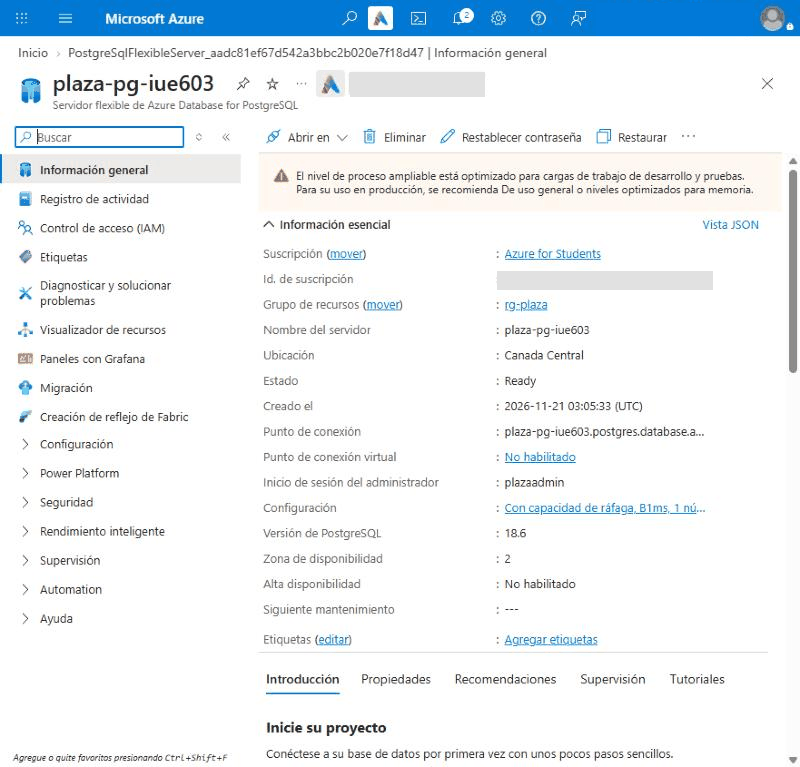 Microsoft Azure
2
Inicio > PostgreSqlFlexibleServer_aadc81ef67d542a3bbc2b020e7f18d47 | Información general
plaza-pg-iue603
Servidor flexible de Azure Database for PostgreSQL
Buscar
Abrir en
Eliminar
Restablecer contraseña
Restaurar
Información general
Registro de actividad
Control de acceso (IAM)
Etiquetas
Diagnosticar y solucionar
problemas
Visualizador de recursos
Paneles con Grafana
Migración
Creación de reflejo de Fabric
Configuración
Power Platform
Seguridad
Rendimiento inteligente
Supervisión
Automation
Ayuda
Agregue o quite favoritos presionando Ctrl+Shift+F
El nivel de proceso ampliable está optimizado para cargas de trabajo de desarrollo y pruebas.
Para su uso en producción, se recomienda De uso general o niveles optimizados para memoria.
Información esencial
Vista JSON
Suscripción (mover) : Azure for Students
Id. de suscripción
Grupo de recursos (mover) : rg-plaza
Nombre del servidor : plaza-pg-iue603
Ubicación : Canada Central
Estado : Ready
Creado el : 2026-11-21 03:05:33 (UTC)
Punto de conexión : plaza-pg-iue603.postgres.database.a...
Punto de conexión virtual : No habilitado
Inicio de sesión del administrador : plazaadmin
Configuración : Con capacidad de ráfaga, B1ms, 1 nú...
Versión de PostgreSQL : 18.6
Zona de disponibilidad : 2
Alta disponibilidad : No habilitado
Siguiente mantenimiento : ---
Etiquetas (editar) : Agregar etiquetas
Introducción
Propiedades
Recomendaciones
Supervisión
Tutoriales
Inicie su proyecto
Conéctese a su base de datos por primera vez con unos pocos pasos sencillos.